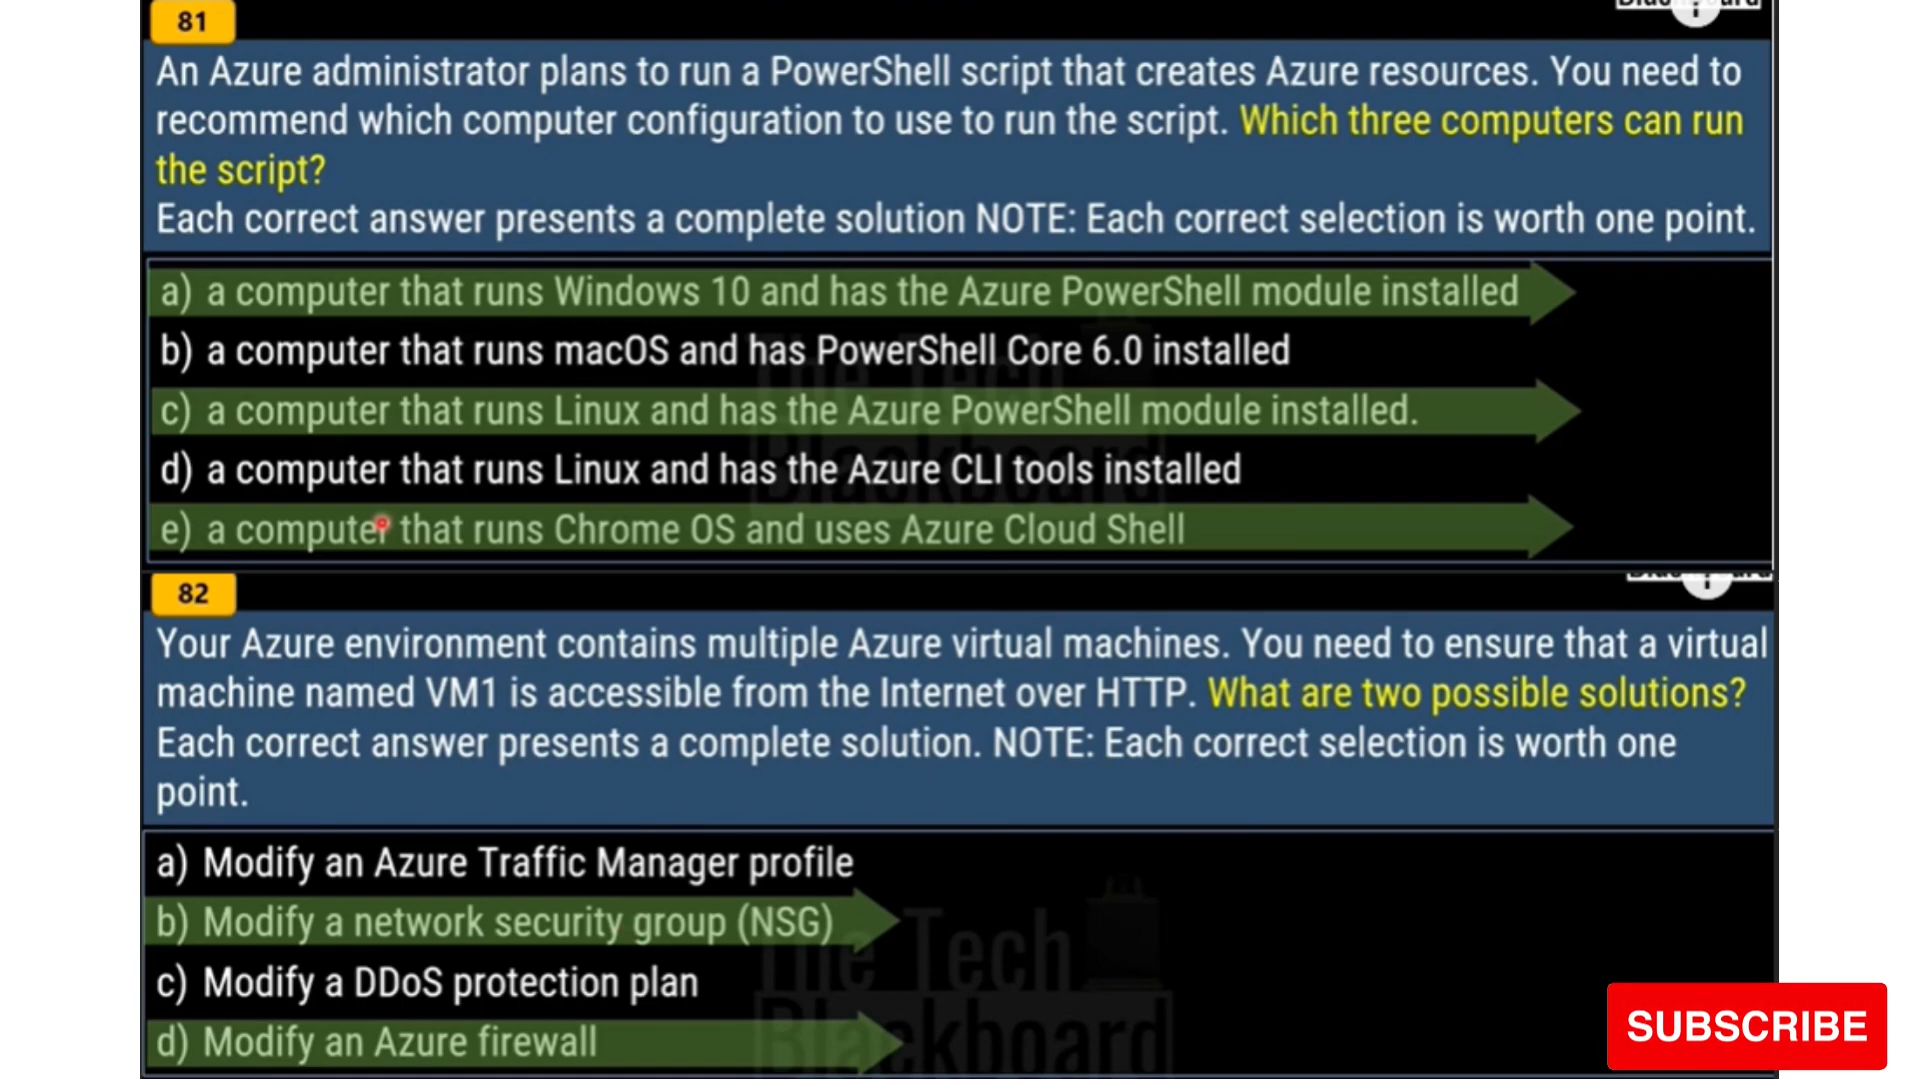 81
An Azure administrator plans to run a PowerShell script that creates Azure resources. You need to
recommend which computer configuration to use to run the script. Which three computers can run
the script?
Each correct answer presents a complete solution NOTE: Each correct selection is worth one point.
a) a computer that runs Windows 10 and has the Azure PowerShell module installed
b) a computer that runs macOS and has PowerShell Core 6.0 installed
c) a computer that runs Linux and has the Azure PowerShell module installed.
d) a computer that runs Linux and has the Azure CLI tools installed
e) a computer that runs Chrome OS and uses Azure Cloud Shell
The Tech
Blackboard
82
Your Azure environment contains multiple Azure virtual machines. You need to ensure that a virtual
machine named VM1 is accessible from the Internet over HTTP. What are two possible solutions?
Each correct answer presents a complete solution. NOTE: Each correct selection is worth one
point.
a) Modify an Azure Traffic Manager profile
b) Modify a network security group (NSG)
c) Modify a DDoS protection plan
d) Modify an Azure firewall
The Tech
Blackboard
SUBSCRIBE